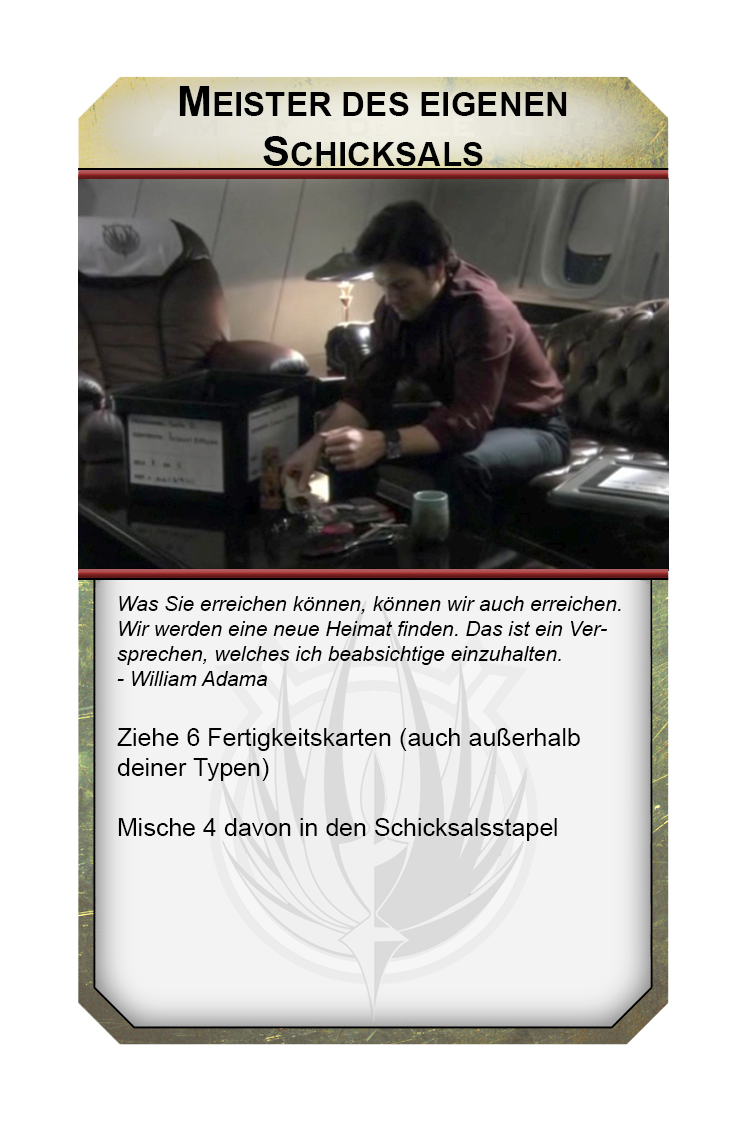 MEISTER DES EIGENEN
SCHICKSALS
Was Sie erreichen können, können wir auch erreichen.
Wir werden eine neue Heimat finden. Das ist ein Ver-
sprechen, welches ich beabsichtige einzuhalten.
- William Adama
Ziehe 6 Fertigkeitskarten (auch außerhalb
deiner Typen)
Mische 4 davon in den Schicksalsstapel